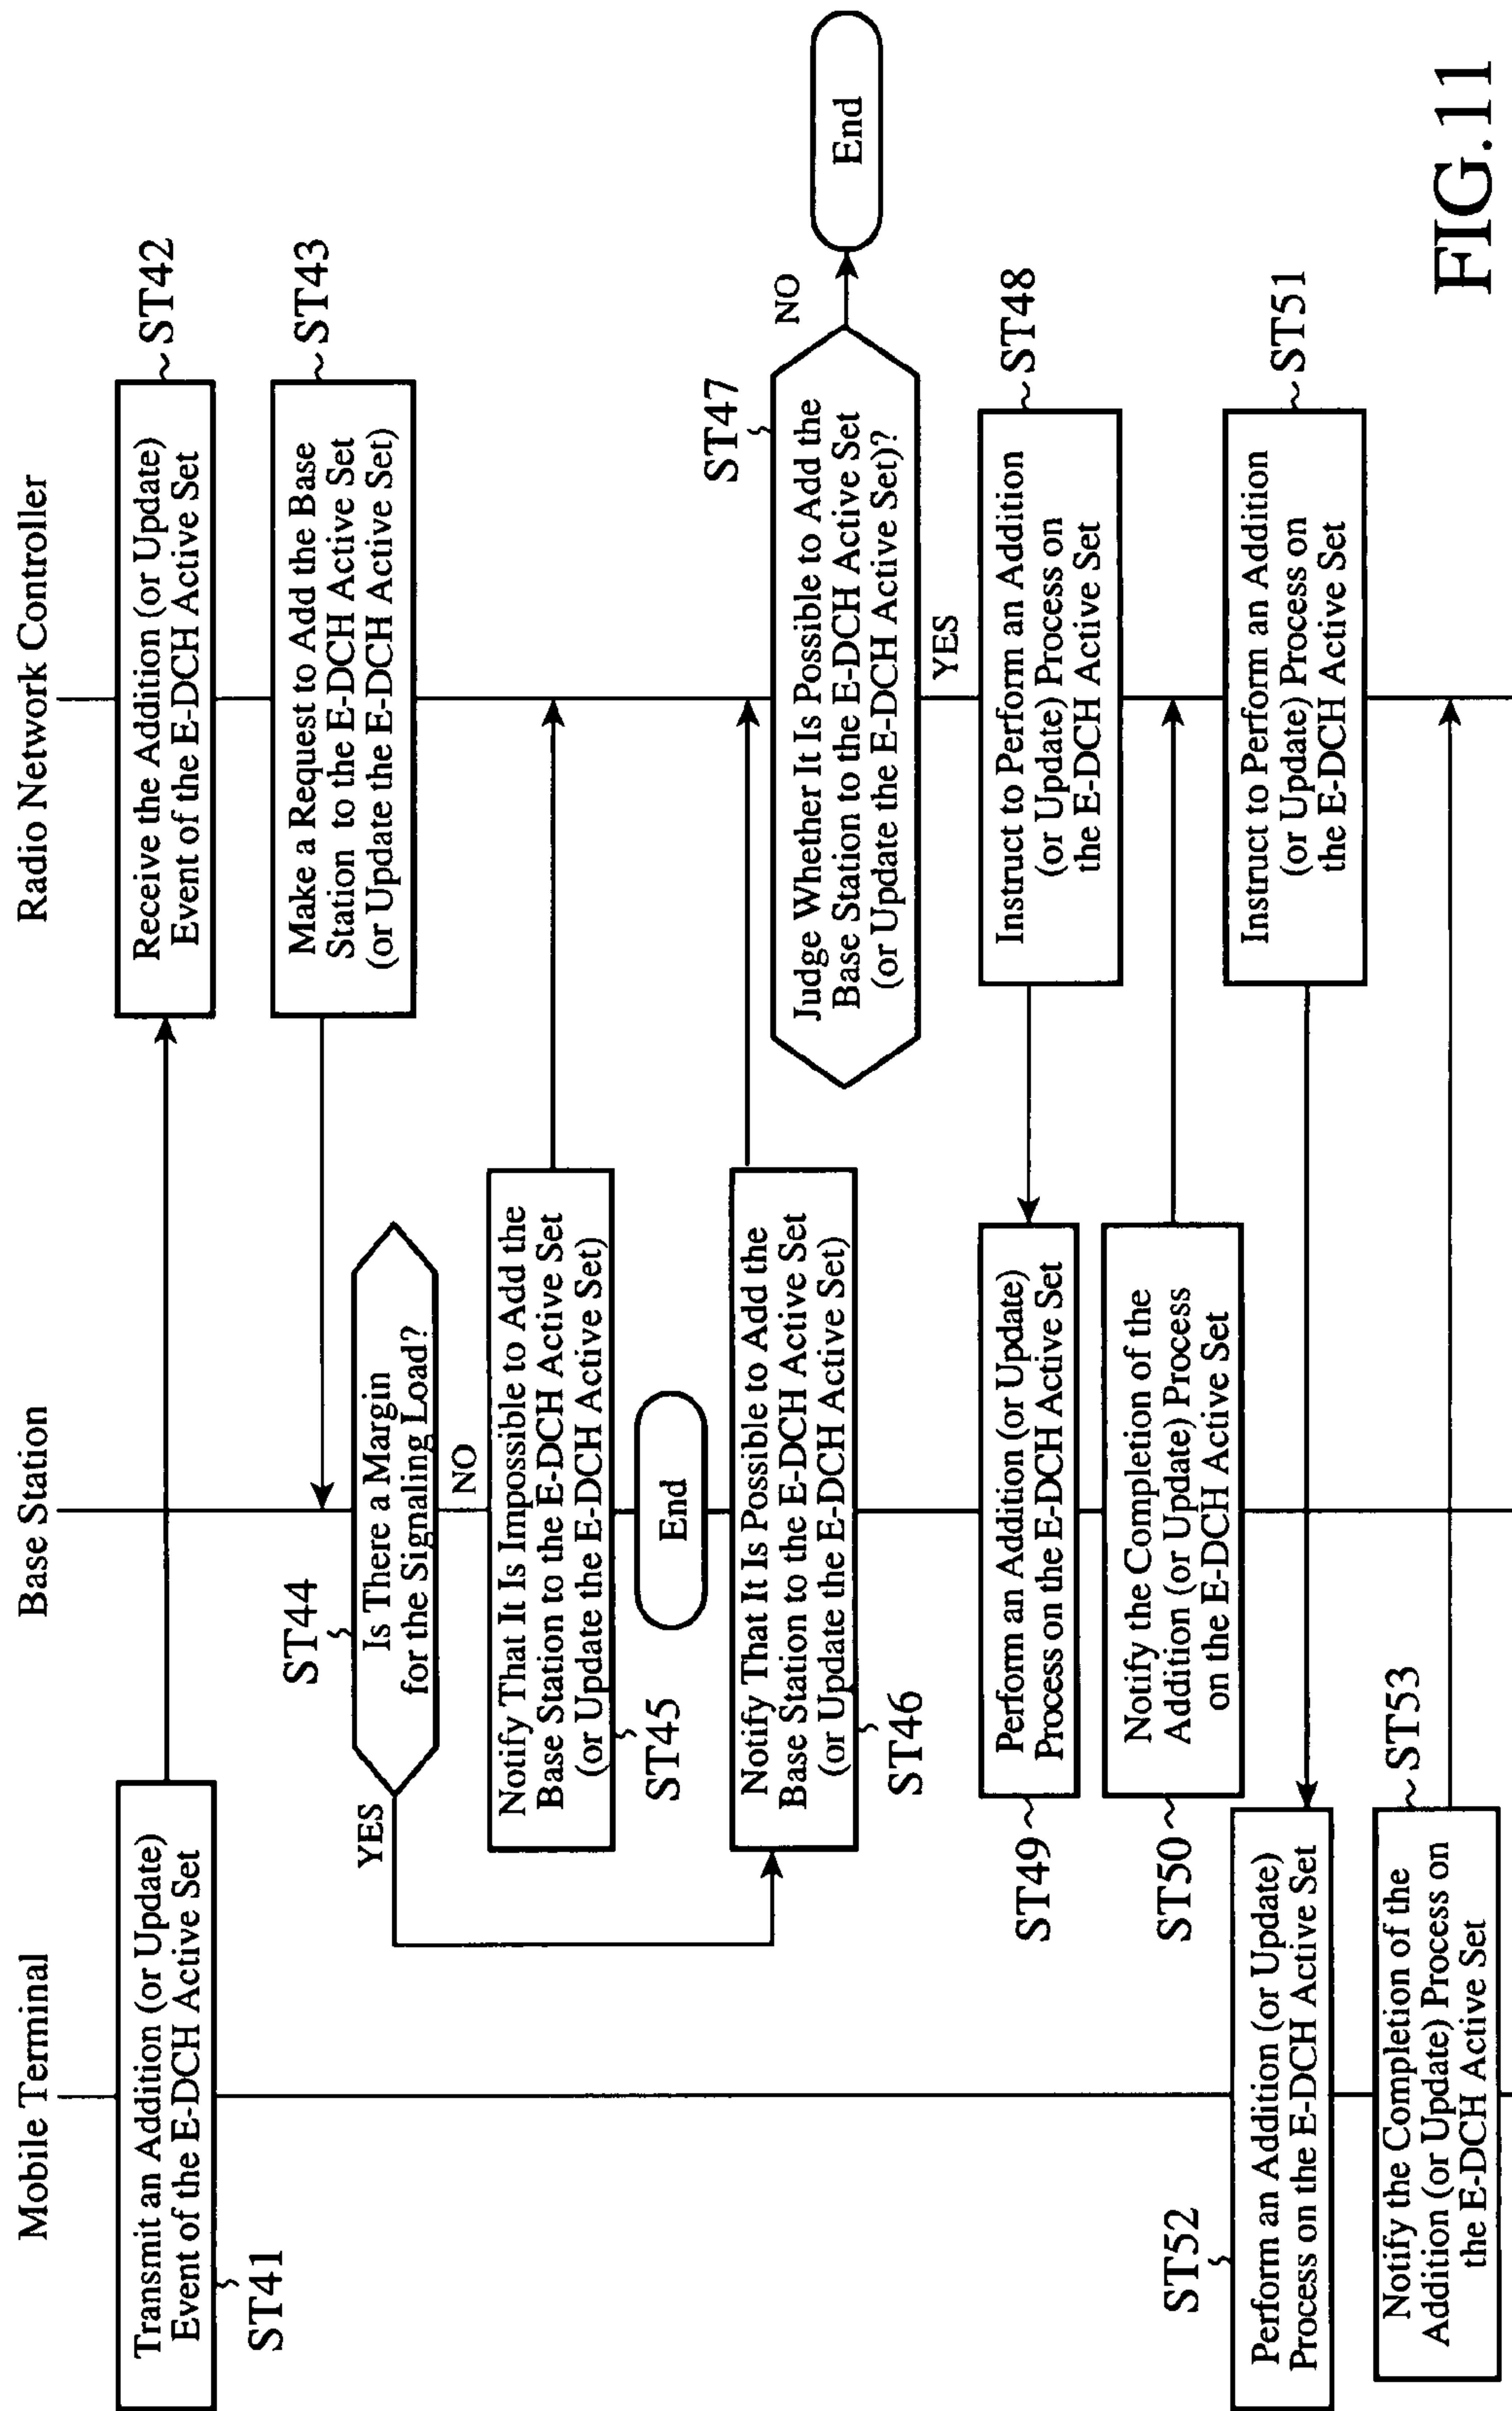 Mobile Terminal
Base Station
Radio Network Controller
Transmit an Addition (or Update)
Event of the E-DCH Active Set
ST41
Receive the Addition (or Update)
Event of the E-DCH Active Set
ST42
Make a Request to Add the Base
Station to the E-DCH Active Set
(or Update the E-DCH Active Set)
ST43
ST44
Is There a Margin
for the Signaling Load?
YES
NO
Notify That It Is Impossible to Add the
Base Station to the E-DCH Active Set
(or Update the E-DCH Active Set)
ST45
End
Notify That It Is Possible to Add the
Base Station to the E-DCH Active Set
(or Update the E-DCH Active Set)
ST46
ST47
Judge Whether It Is Possible to Add the
Base Station to the E-DCH Active Set
(or Update the E-DCH Active Set)?
NO
End
YES
Instruct to Perform an Addition
(or Update) Process on
the E-DCH Active Set
ST48
Perform an Addition (or Update)
Process on the E-DCH Active Set
ST49
Notify the Completion of the
Addition (or Update) Process
on the E-DCH Active Set
ST50
Instruct to Perform an Addition
(or Update) Process on
the E-DCH Active Set
ST51
ST52
Perform an Addition (or Update)
Process on the E-DCH Active Set
Notify the Completion of the
Addition (or Update) Process on
the E-DCH Active Set
ST53
FIG.11